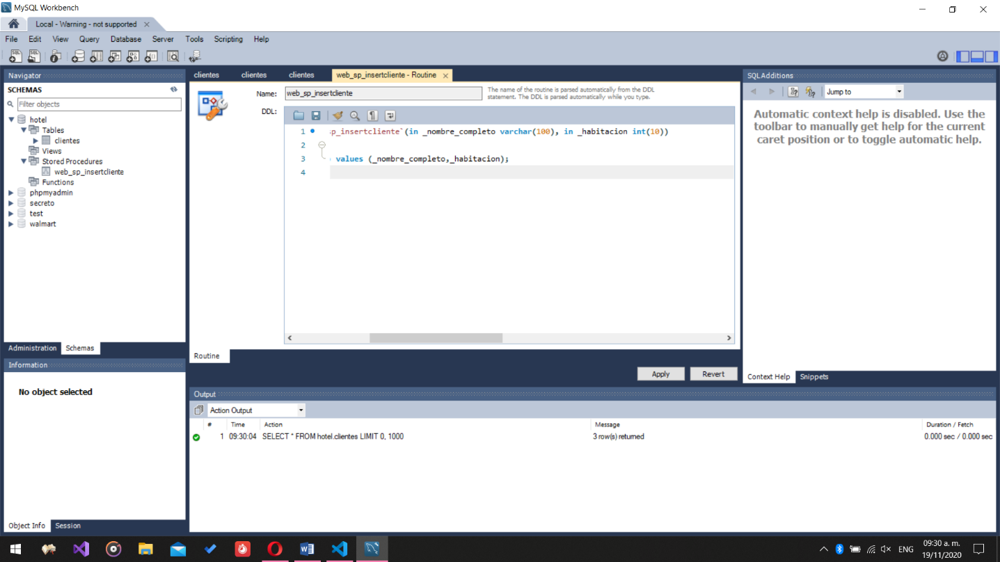 MySQL Workbench
Local - Warning - not supported
File Edit View Query Database Server Tools Scripting Help
Navigator
SCHEMAS
Filter objects
hotel
Tables
clientes
Views
Stored Procedures
web_sp_insertcliente
Functions
phpmyadmin
secreto
test
walmart
Administration Schemas
Information
No object selected
Object Info Session
clientes clientes clientes web_sp_insertcliente - Routine
Name: web_sp_insertcliente
The name of the routine is parsed automatically from the DDL
statement. The DDL is parsed automatically while you type.
DDL:
1 sp_insertcliente`(in _nombre_completo varchar(100), in _habitacion int(10))
2
3 values (_nombre_completo,_habitacion);
4
Routine
Apply Revert
SQLAdditions
Jump to
Automatic context help is disabled. Use the
toolbar to manually get help for the current
caret position or to toggle automatic help.
Context Help Snippets
Output
Action Output
# Time Action Message Duration / Fetch
1 09:30:04 SELECT * FROM hotel.clientes LIMIT 0, 1000 3 row(s) returned 0.000 sec / 0.000 sec
ENG
09:30 a. m.
19/11/2020